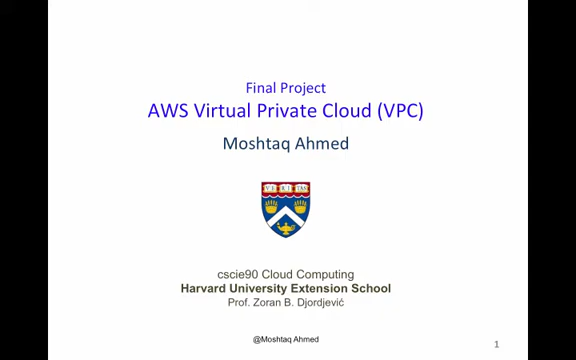 Final Project
AWS Virtual Private Cloud (VPC)
Moshtaq Ahmed
VE RI TAS
cscie90 Cloud Computing
Harvard University Extension School
Prof. Zoran B. Djordjević
@Moshtaq Ahmed
1